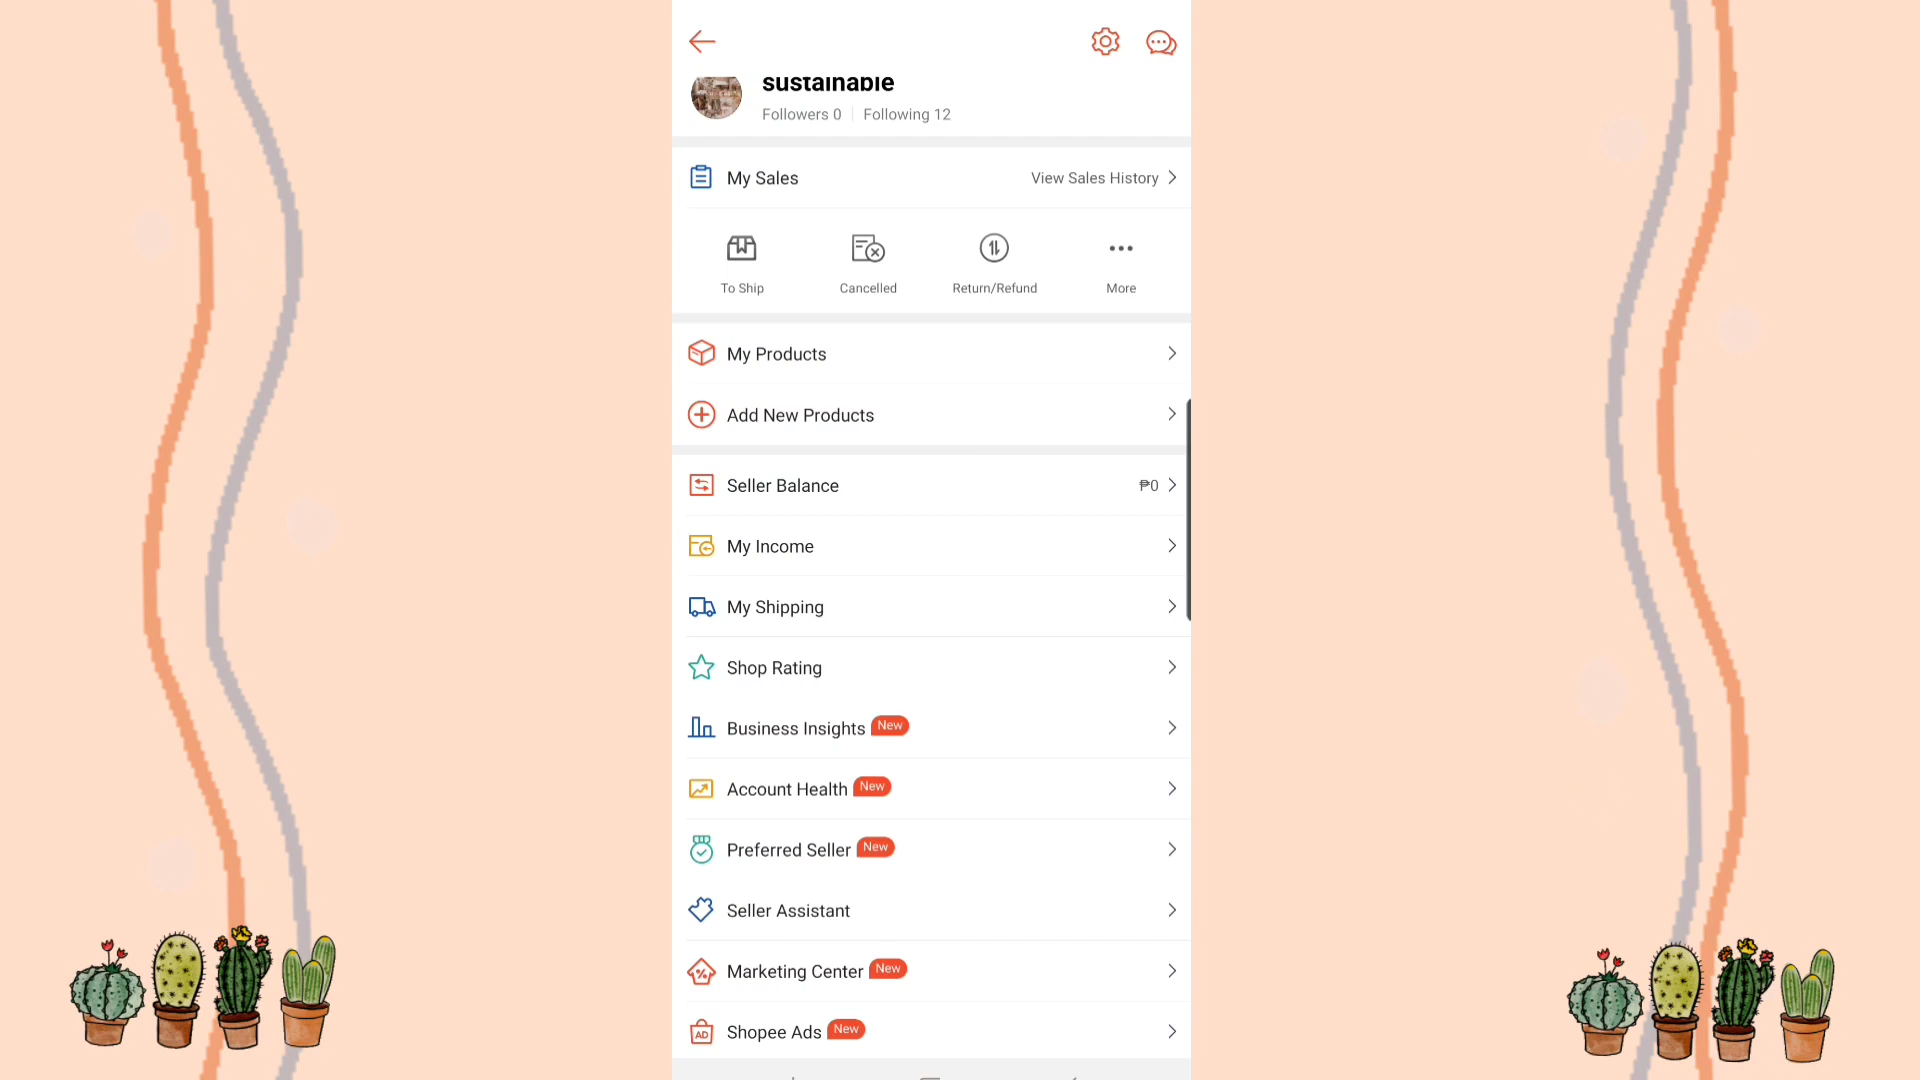 sustainable
Followers 0 Following 12
My Sales View Sales History
To Ship Cancelled Return/Refund More
My Products
Add New Products
Seller Balance ₱0
My Income
My Shipping
Shop Rating
Business Insights New
Account Health New
Preferred Seller New
Seller Assistant
Marketing Center New
AD Shopee Ads New